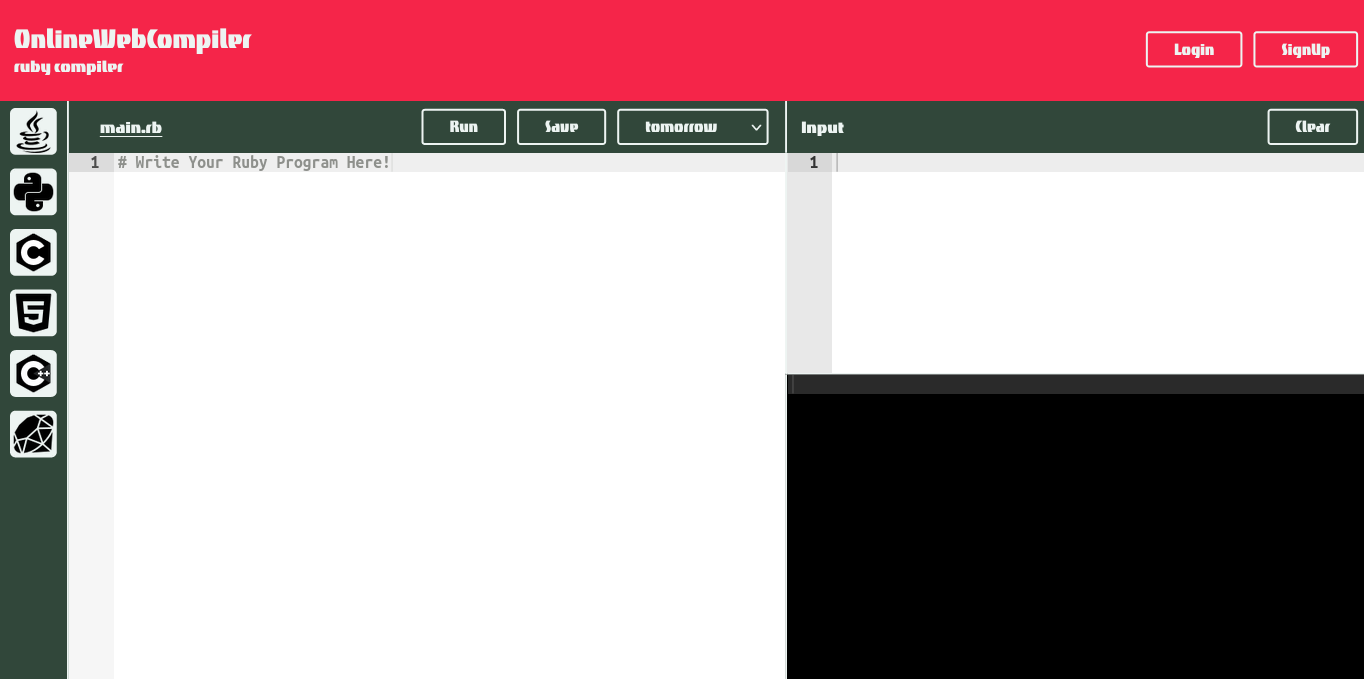 OnlineWebCompiler
ruby compiler
Login
SignUp
main.rb
Run
Save
tomorrow
Input
Clear
1
# Write Your Ruby Program Here!
1